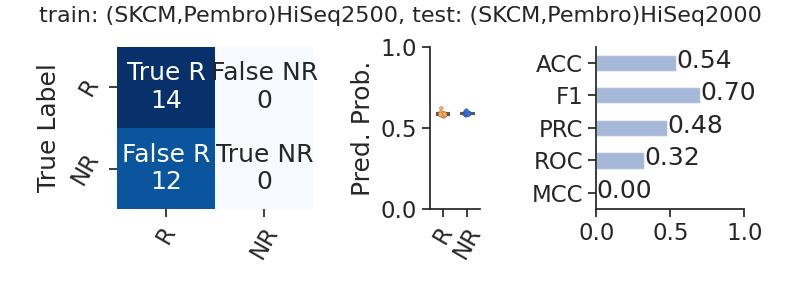 train: (SKCM,Pembro)HiSeq2500, test: (SKCM,Pembro)HiSeq2000
True Label
R
NR
True R
14
False NR
0
False R
12
True NR
0
R
NR
Pred. Prob.
1.0
0.5
0.0
R
NR
ACC
0.54
F1
0.70
PRC
0.48
ROC
0.32
MCC
0.00
0.0
0.5
1.0